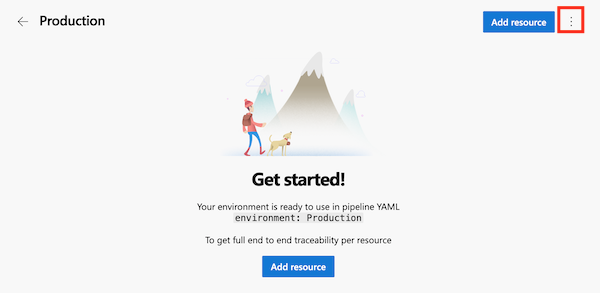 Production
Add resource
Get started!
Your environment is ready to use in pipeline YAML
environment: Production
To get full end to end traceability per resource
Add resource